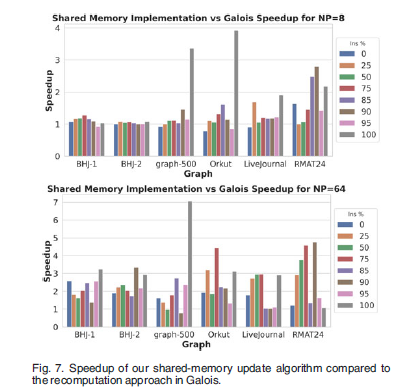 Shared Memory Implementation vs Galois Speedup for NP=8
4
3
2
1
0
Speedup
BHJ-1 BHJ-2 graph-500 Orkut LiveJournal RMAT24
Graph
Ins %
0
25
50
75
85
90
95
100
Shared Memory Implementation vs Galois Speedup for NP=64
7
6
5
4
3
2
1
0
Speedup
BHJ-1 BHJ-2 graph-500 Orkut LiveJournal RMAT24
Graph
Ins %
0
25
50
75
85
90
95
100
Fig. 7. Speedup of our shared-memory update algorithm compared to
the recomputation approach in Galois.